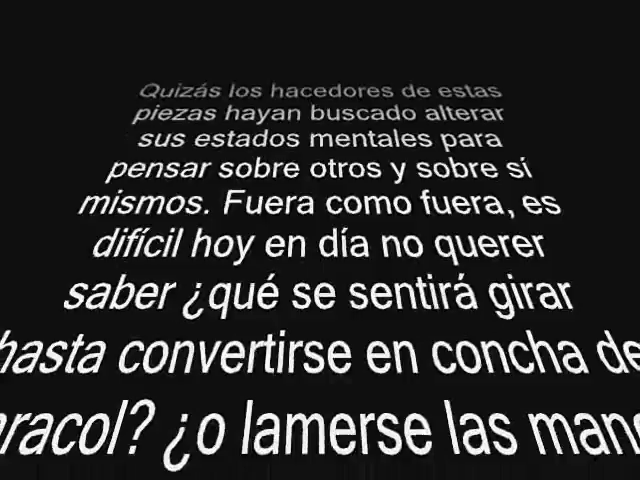 Quizás los hacedores de estas
piezas hayan buscado alterar
sus estados mentales para
pensar sobre otros y sobre sí
mismos. Fuera como fuera, es
difícil hoy en día no querer
saber ¿qué se sentirá girar
hasta convertirse en concha de
aracol? ¿o lamerse las mano